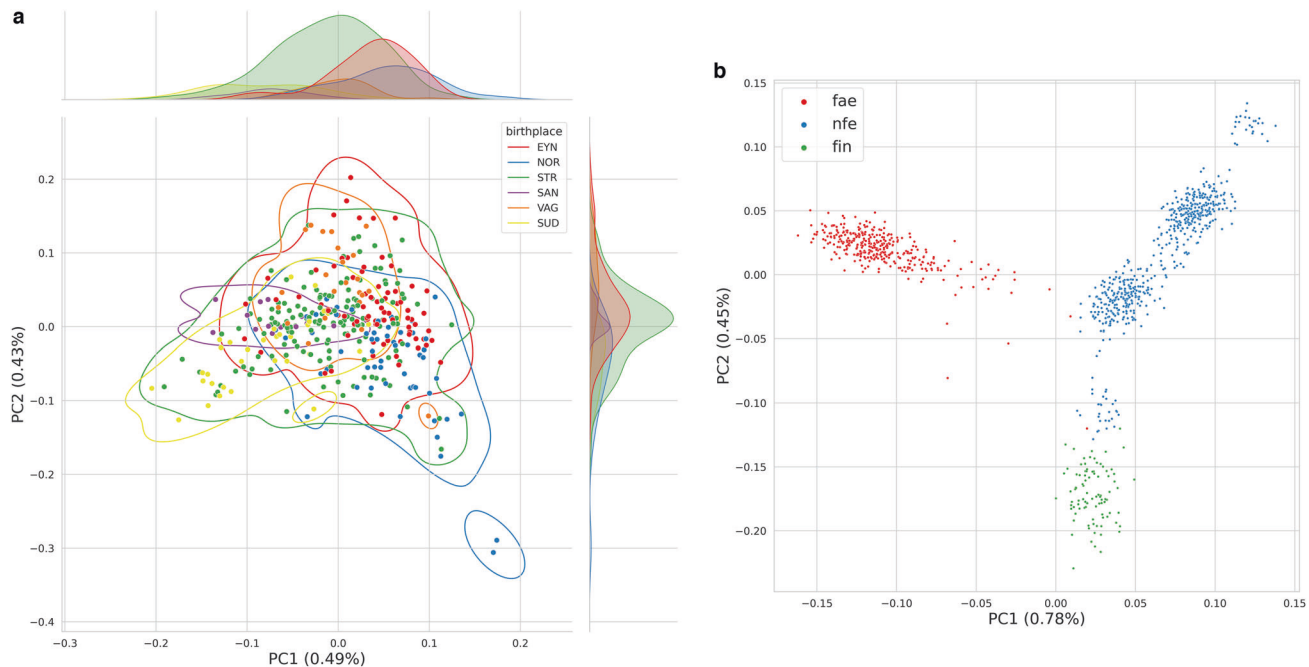 a
birthplace
EYN
NOR
STR
SAN
VAG
SUD
0.2
0.1
0.0
−0.1
−0.2
−0.3
−0.4
PC2 (0.43%)
−0.3
−0.2
−0.1
0.0
0.1
0.2
PC1 (0.49%)
b
fae
nfe
fin
0.15
0.10
0.05
0.00
−0.05
−0.10
−0.15
−0.20
PC2 (0.45%)
−0.15
−0.10
−0.05
0.00
0.05
0.10
0.15
PC1 (0.78%)